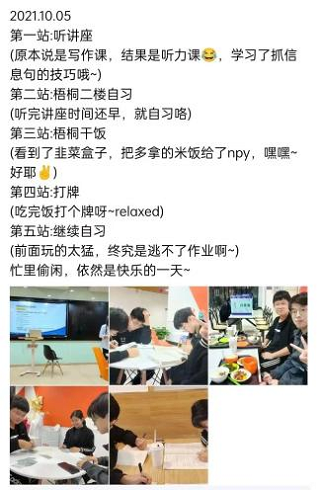 2021.10.05
第一站:听讲座
(原本说是写作课，结果是听力课😂，学习了抓信
息句的技巧哦~)
第二站:梧桐二楼自习
(听完讲座时间还早，就自习咯)
第三站:梧桐干饭
(看到了韭菜盒子，把多拿的米饭给了npy，嘿嘿~
好耶✌️)
第四站:打牌
(吃完饭打个牌呀~relaxed)
第五站:继续自习
(前面玩的太猛，终究是逃不了作业啊~)
忙里偷闲，依然是快乐的一天~